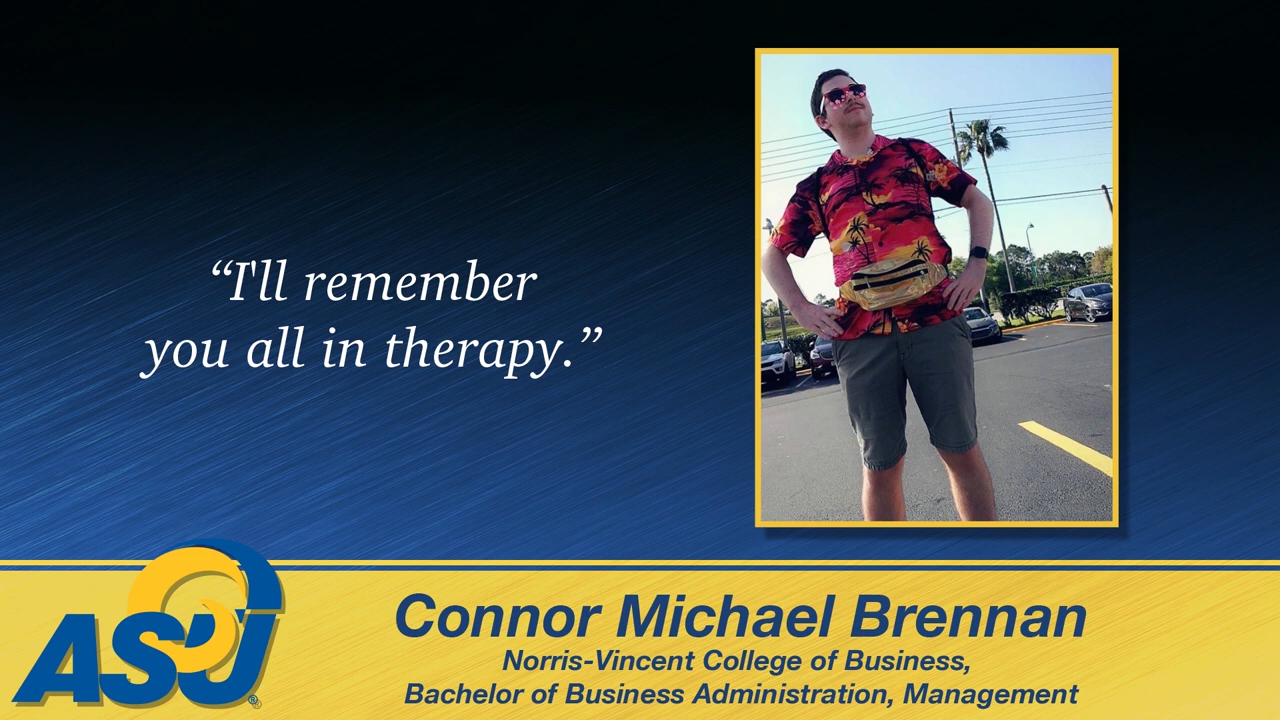 “I'll remember
you all in therapy.”
ASU
®
Connor Michael Brennan
Norris-Vincent College of Business,
Bachelor of Business Administration, Management